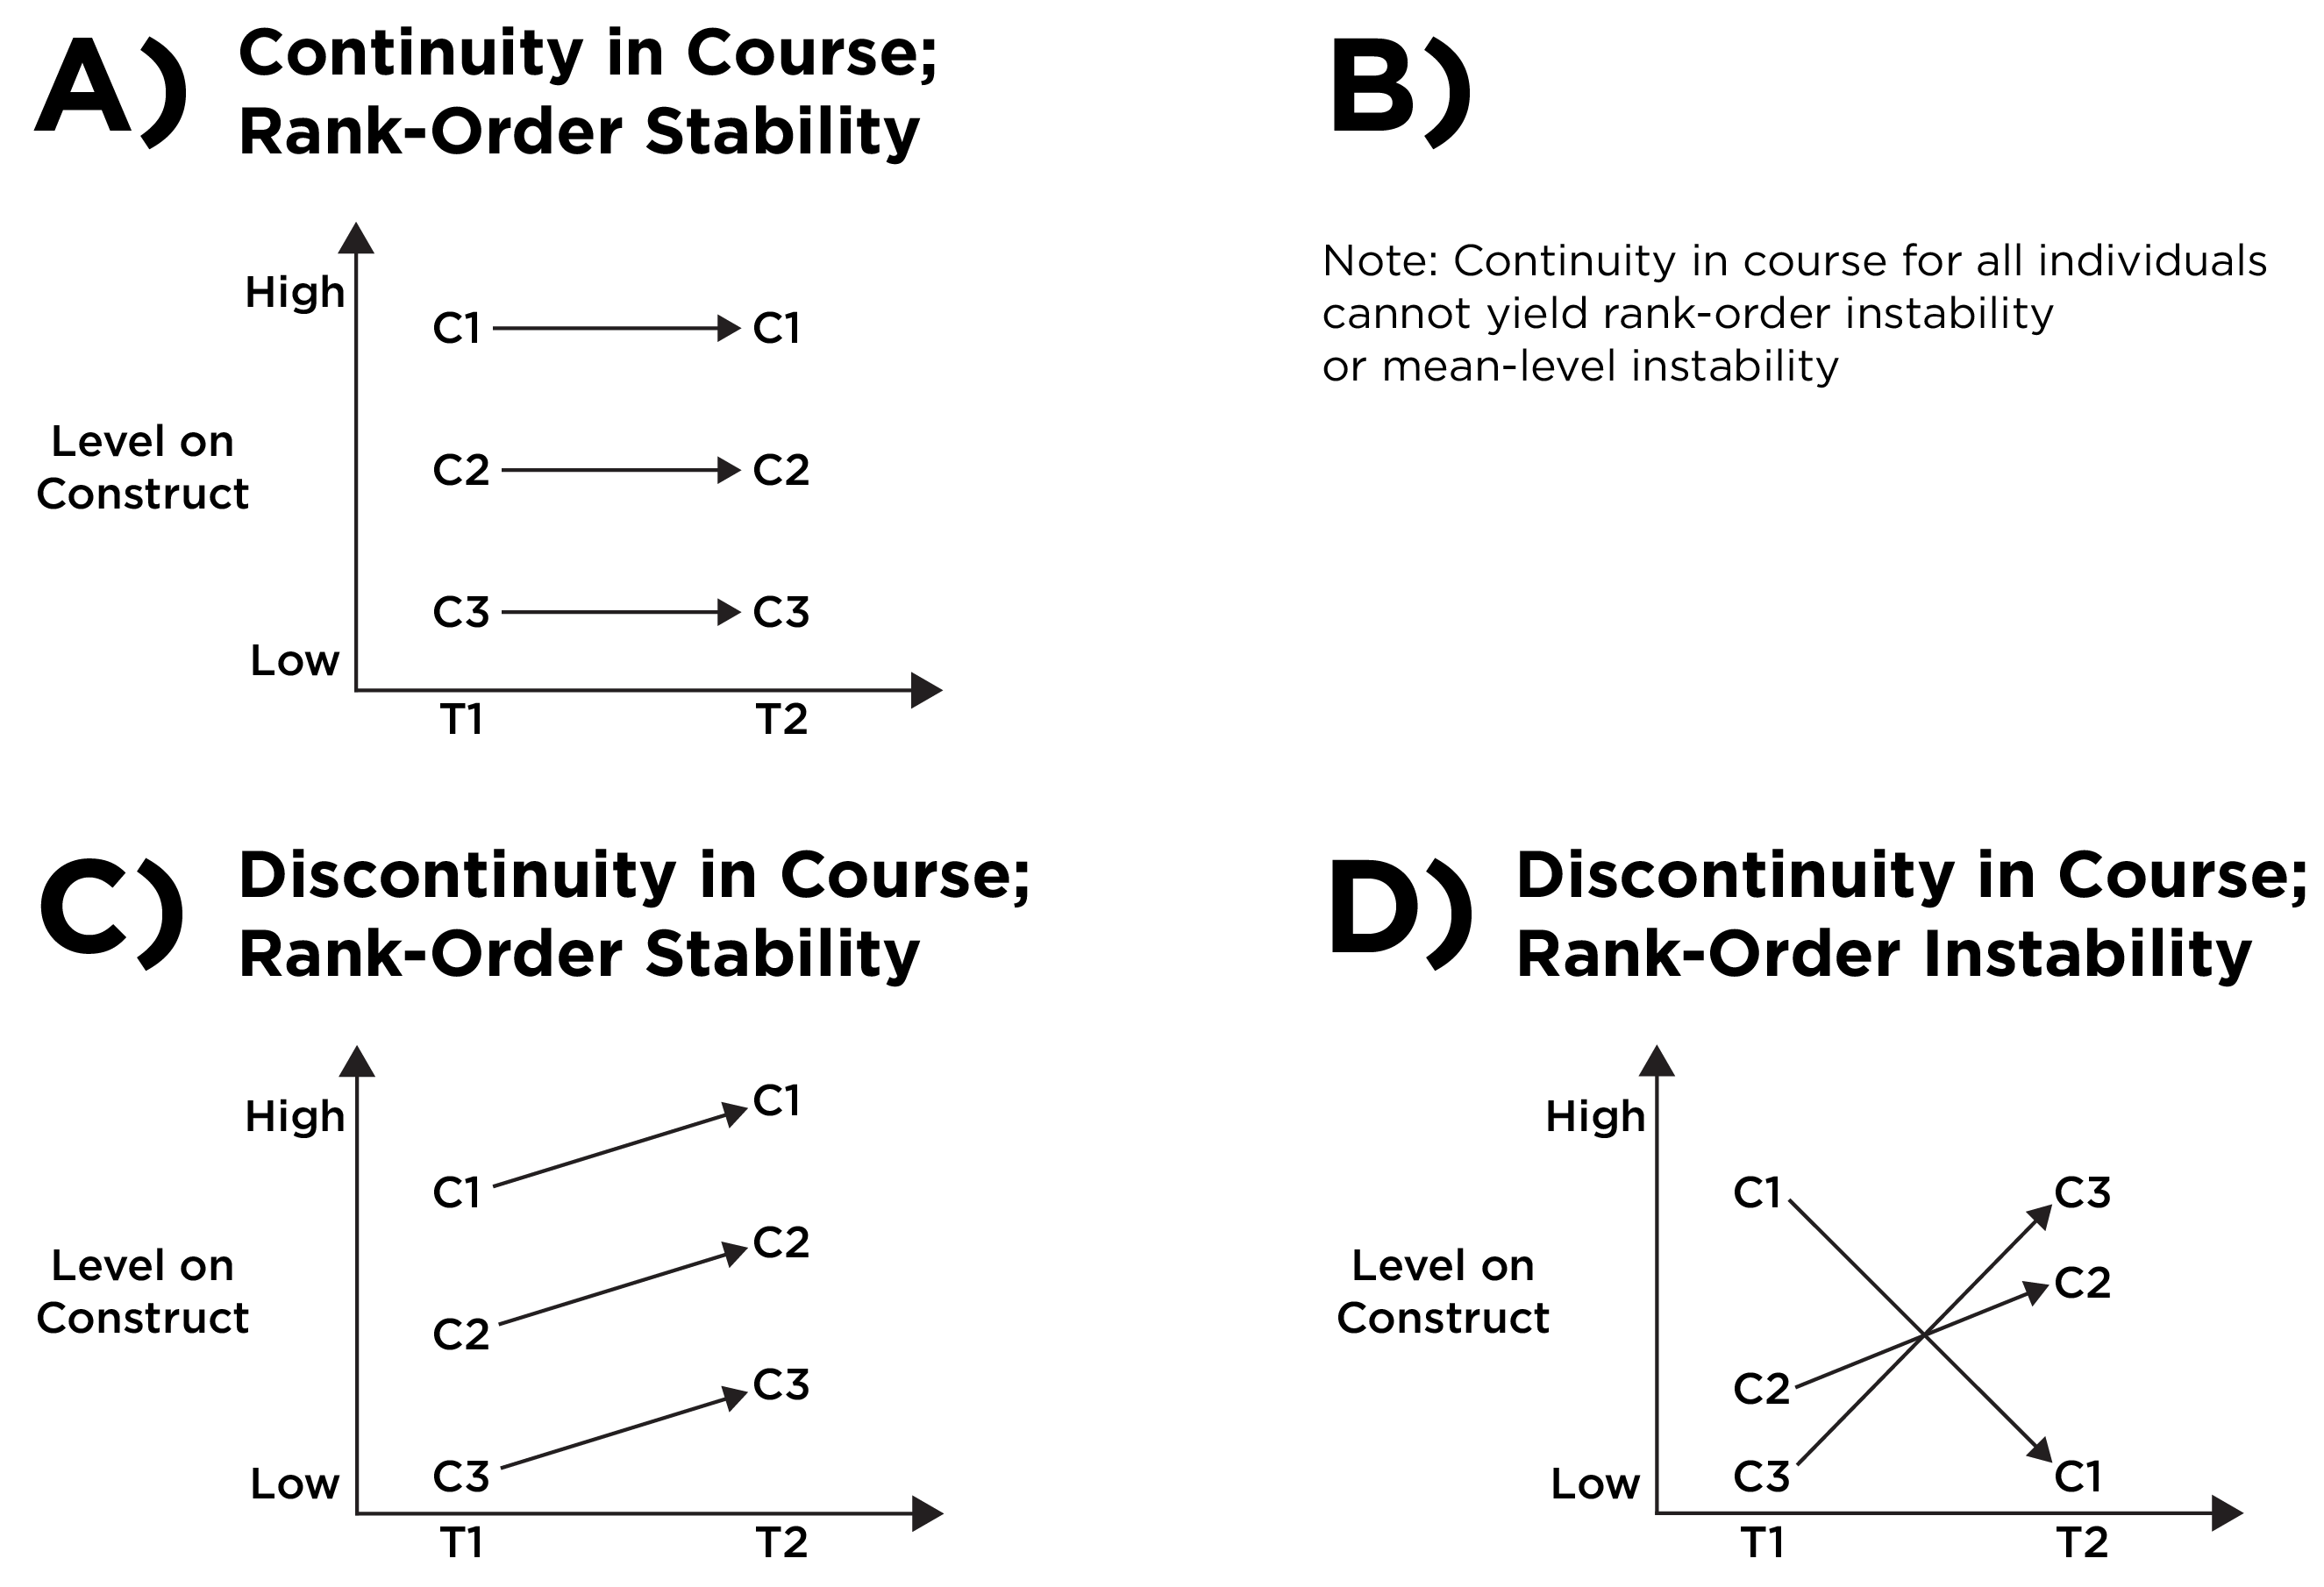 A) Continuity in Course;
Rank-Order Stability
High
C1 C1
Level on
Construct
C2 C2
C3 C3
Low
T1 T2
B)
Note: Continuity in course for all individuals
cannot yield rank-order instability
or mean-level instability
C) Discontinuity in Course;
Rank-Order Stability
High
C1
C1
Level on
Construct
C2
C2
C3
C3
Low
T1 T2
D) Discontinuity in Course;
Rank-Order Instability
High
C1 C3
Level on
Construct
C2
C2
C3 C1
Low
T1 T2